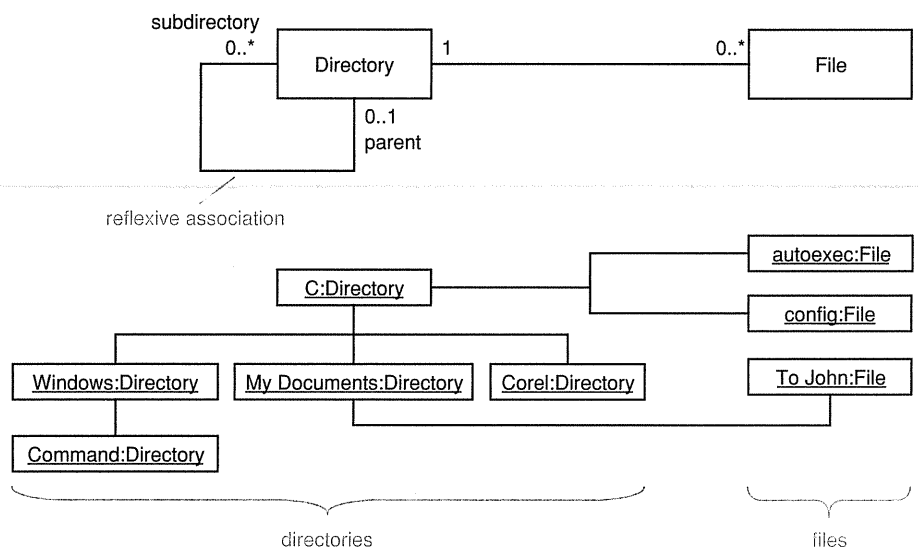 subdirectory
0..*
Directory
1
0..*
File
0..1
parent
reflexive association
autoexec:File
C:Directory
config:File
Windows:Directory
My Documents:Directory
Corel:Directory
To John:File
Command:Directory
directories
files